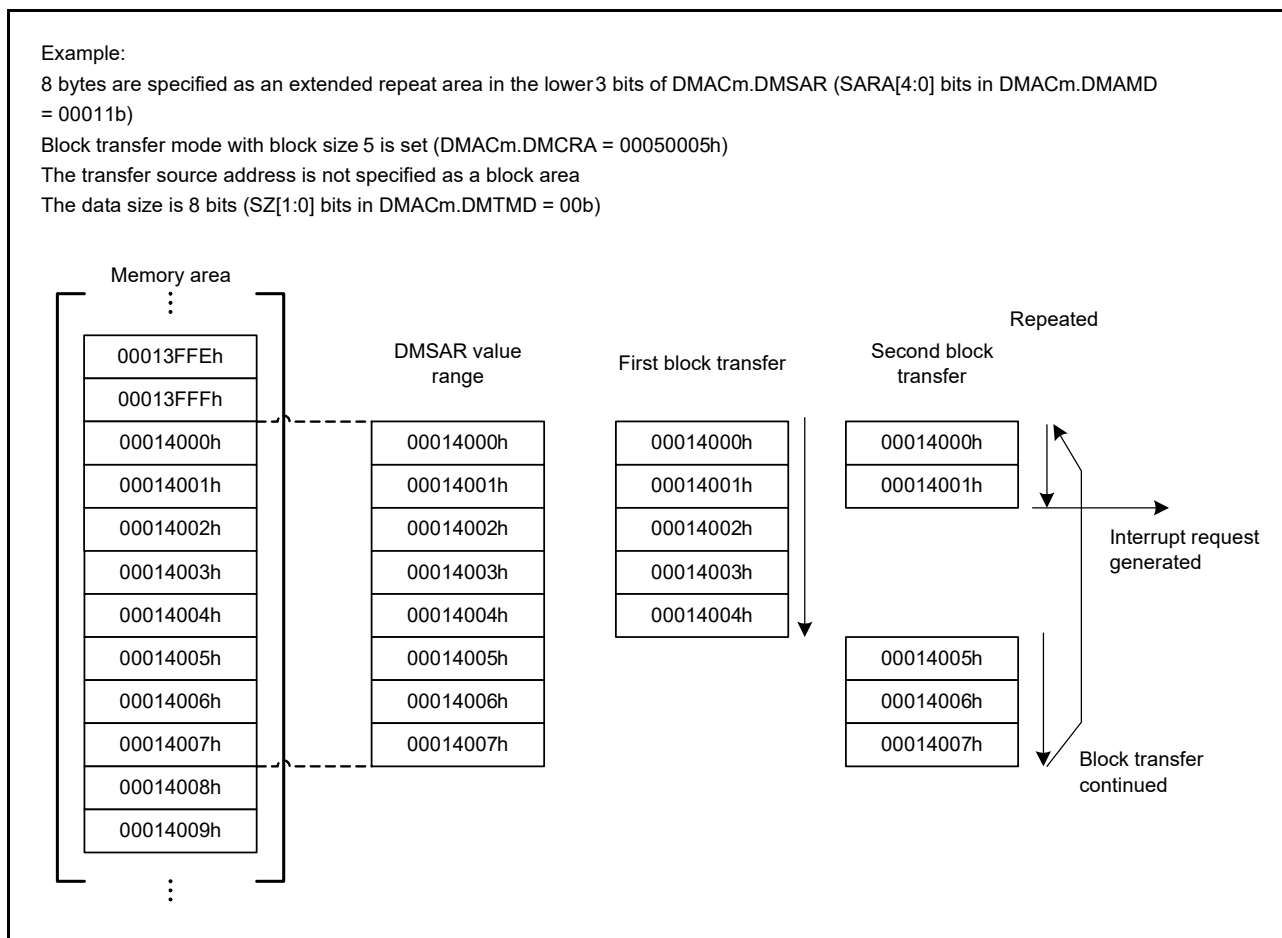 Example:
8 bytes are specified as an extended repeat area in the lower 3 bits of DMACm.DMSAR (SARA[4:0] bits in DMACm.DMAMD
= 00011b)
Block transfer mode with block size 5 is set (DMACm.DMCRA = 00050005h)
The transfer source address is not specified as a block area
The data size is 8 bits (SZ[1:0] bits in DMACm.DMTMD = 00b)
Memory area
00013FFEh
00013FFFh
00014000h
00014001h
00014002h
00014003h
00014004h
00014005h
00014006h
00014007h
00014008h
00014009h
DMSAR value
range
00014000h
00014001h
00014002h
00014003h
00014004h
00014005h
00014006h
00014007h
First block transfer
00014000h
00014001h
00014002h
00014003h
00014004h
Second block
transfer
00014000h
00014001h
00014005h
00014006h
00014007h
Repeated
Interrupt request
generated
Block transfer
continued